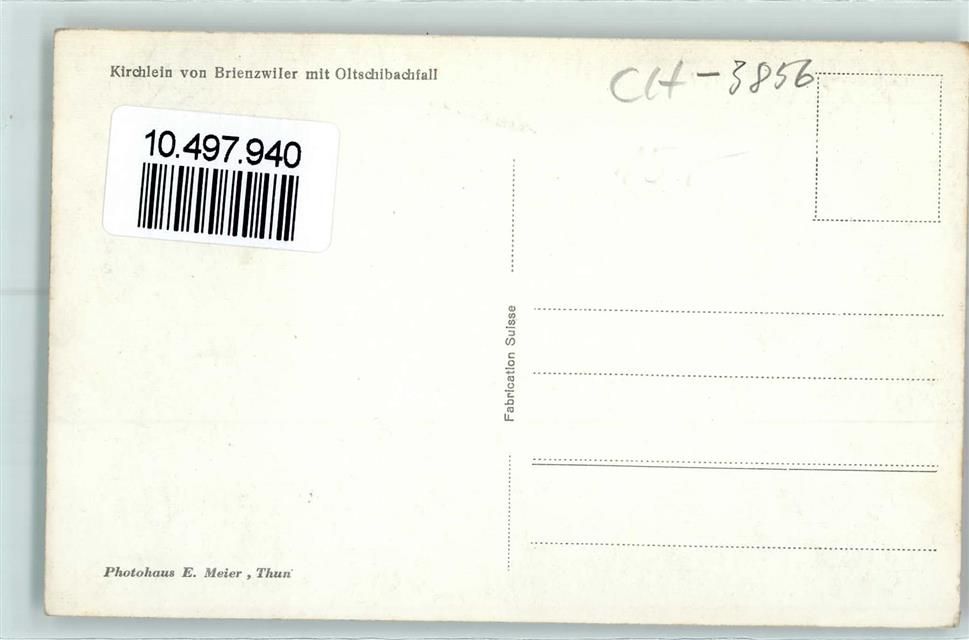 Kirchlein von Brienzwiler mit Oltschibachfall
CH-3856
10.497.940
Fabrication Suisse
Photohaus E. Meier , Thun